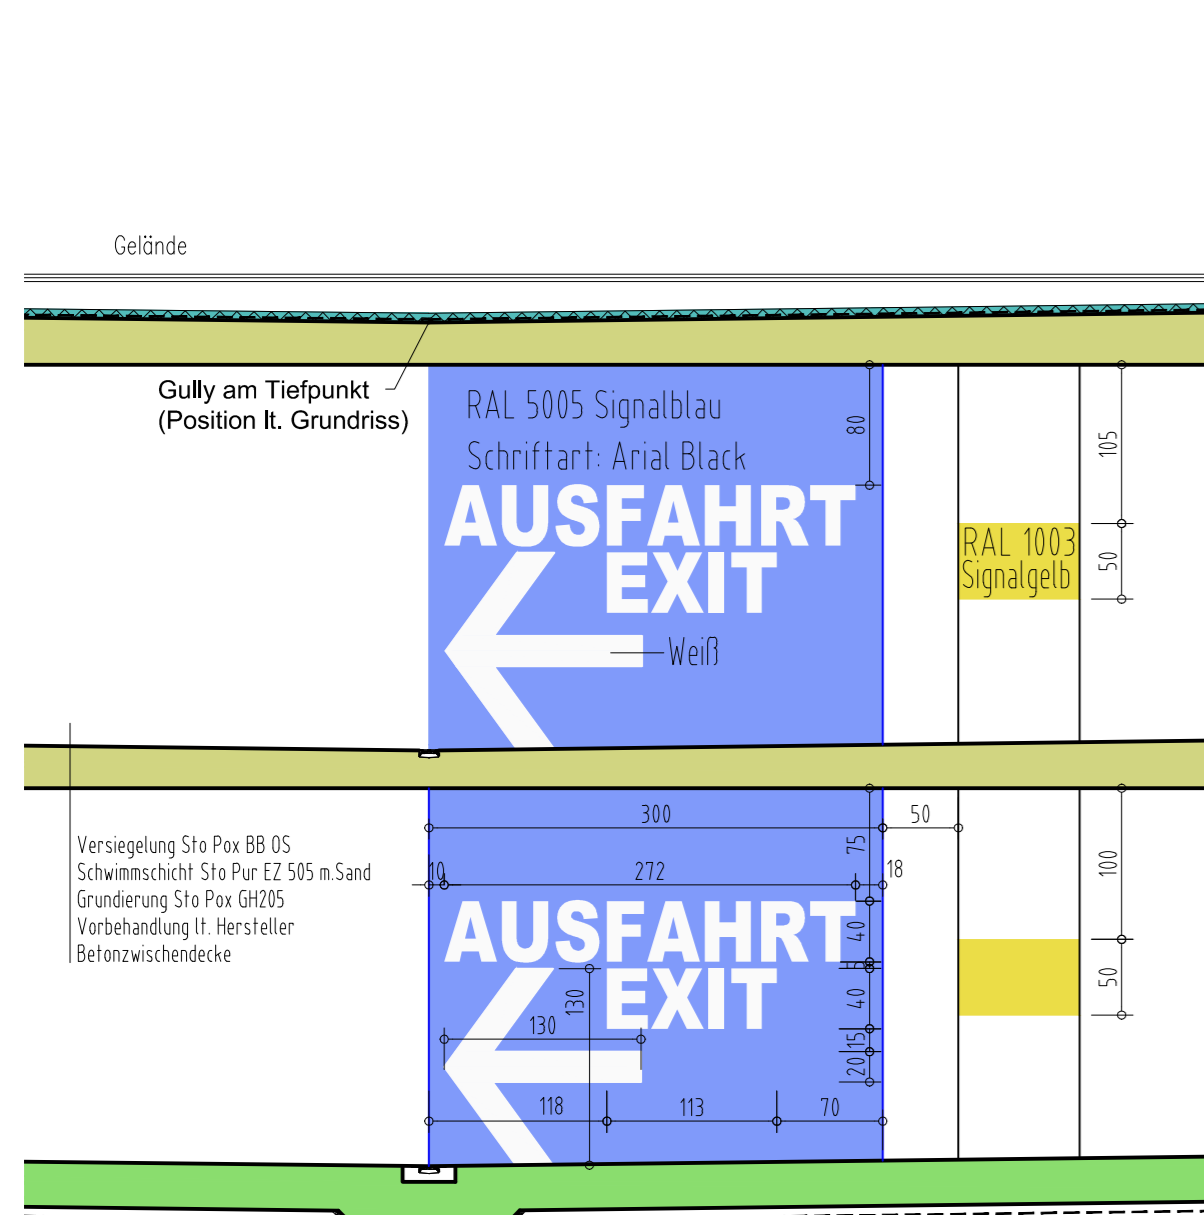 Gelände
Gully am Tiefpunkt
(Position lt. Grundriss)
RAL 5005 Signalblau
Schriftart: Arial Black
80
105
AUSFAHRT
EXIT
RAL 1003
Signalgelb
50
Weiß
300
50
75
100
Versiegelung Sto Pox BB OS
Schwimmschicht Sto Pur EZ 505 m.Sand
Grundierung Sto Pox GH205
Vorbehandlung lt. Hersteller
Betonzwischendecke
10
272
18
AUSFAHRT
40
EXIT
40
50
130
130
15
20
118
113
70